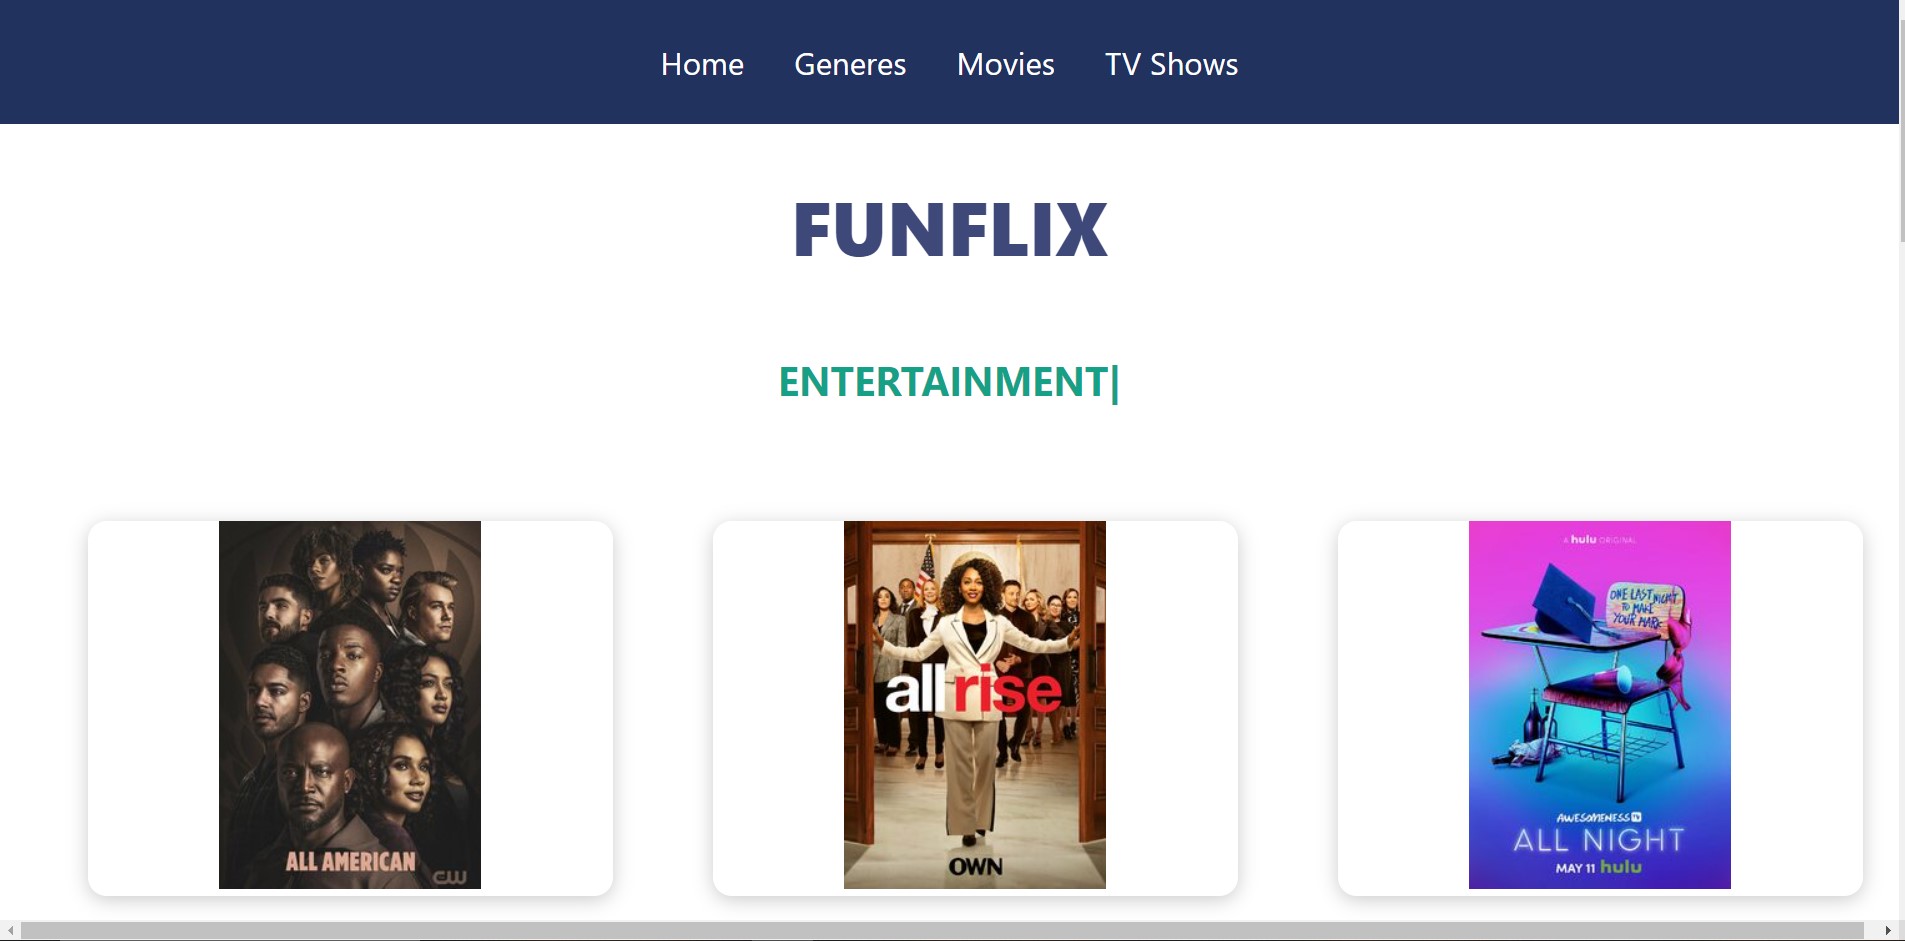 Home Generes Movies TV Shows
FUNFLIX
ENTERTAINMENT|
ALL AMERICAN
CW
all rise
OWN
A hulu ORIGINAL
ONE LAST NIGHT
TO MAKE
YOUR MARK
AWESOMENESS TV
ALL NIGHT
MAY 11 hulu